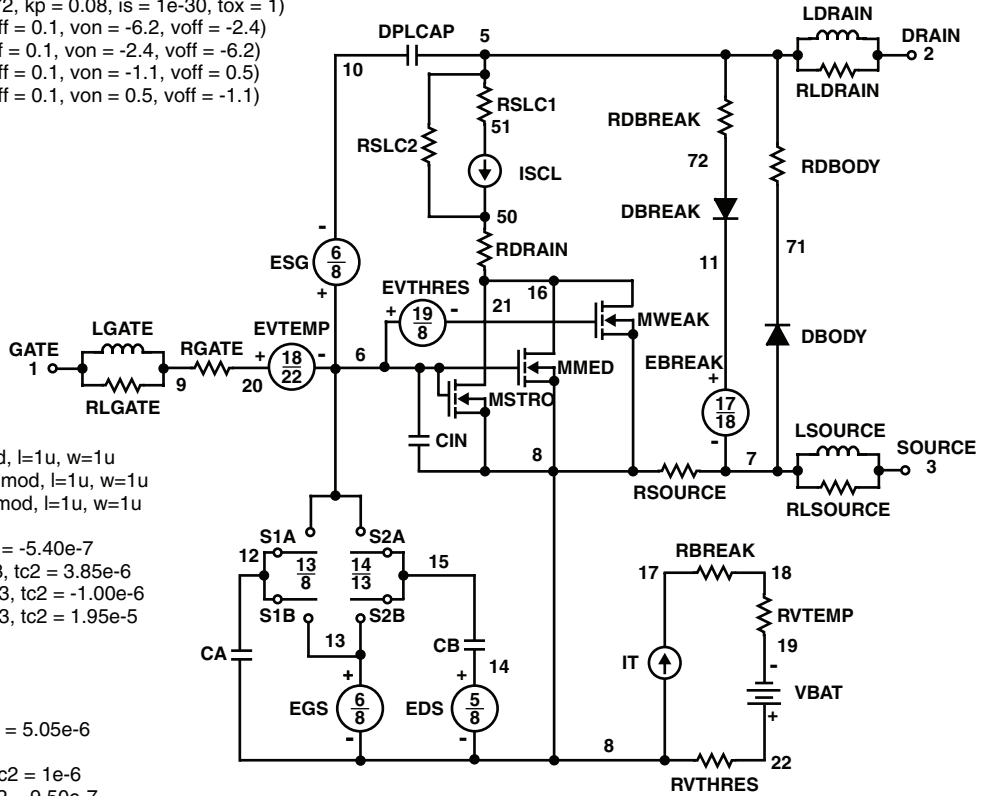 72, kp = 0.08, is = 1e-30, tox = 1)
ff = 0.1, von = -6.2, voff = -2.4)
f = 0.1, von = -2.4, voff = -6.2)
ff = 0.1, von = -1.1, voff = 0.5)
ff = 0.1, von = 0.5, voff = -1.1)
DPLCAP
5
10
LDRAIN
DRAIN
2
RLDRAIN
RSLC1
51
RSLC2
ISCL
50
RDRAIN
RDBREAK
72
RDBODY
DBREAK
71
11
-
ESG
6
8
+
EVTHRES
+
19
8
-
16
21
MWEAK
LGATE
GATE
1
RLGATE
9
RGATE
20
EVTEMP
+
18
22
-
6
MMED
MSTRO
DBODY
EBREAK
+
17
18
-
CIN
8
RSOURCE
7
LSOURCE
SOURCE
3
RLSOURCE
d, l=1u, w=1u
mod, l=1u, w=1u
nod, l=1u, w=1u
= -5.40e-7
3, tc2 = 3.85e-6
3, tc2 = -1.00e-6
3, tc2 = 1.95e-5
= 5.05e-6
c2 = 1e-6
S1A
S2A
12
13
8
14
13
15
S1B
S2B
13
CA
CB
14
+
EGS
6
8
-
+
EDS
5
8
-
8
RBREAK
17
18
RVTEMP
19
IT
-
VBAT
+
22
RVTHRES